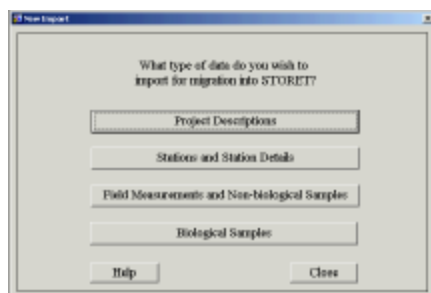 New Import
What type of data do you wish to
import for migration into STORET?
Project Descriptions
Stations and Station Details
Field Measurements and Non-biological Samples
Biological Samples
Help Close